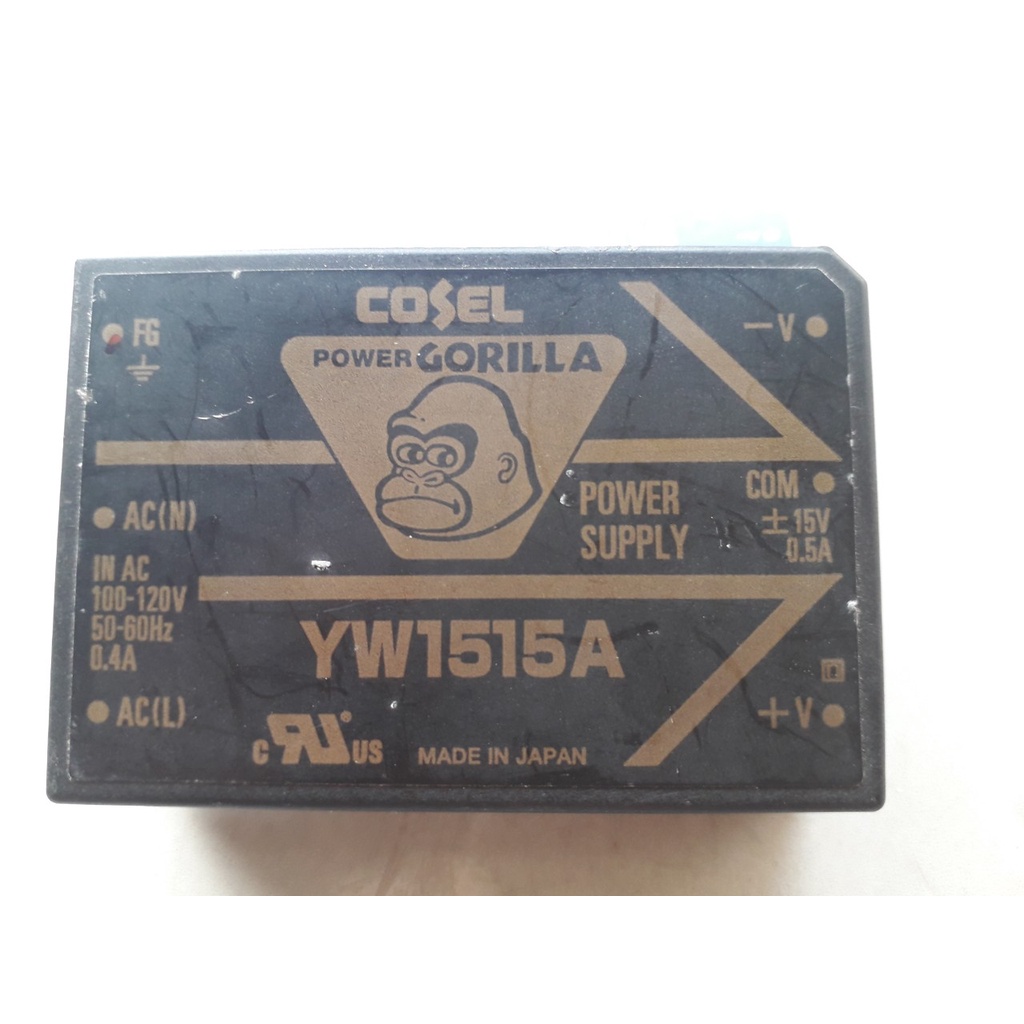 COSEL
POWER GORILLA
FG
−V
AC(N)
POWER
SUPPLY
COM
±15V
0.5A
IN AC
100-120V
50-60Hz
0.4A
YW1515A
AC(L)
+V
c RU US
MADE IN JAPAN